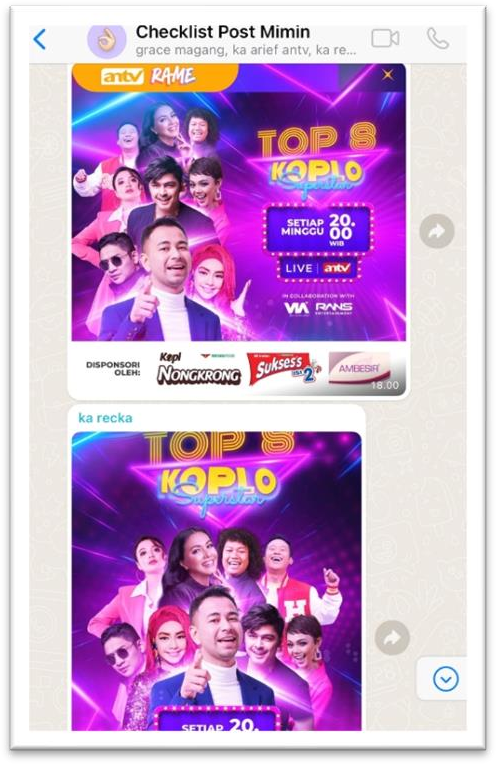 Checklist Post Mimin
grace magang, ka arief antv, ka re...
antv RAME
TOP 8
KOPLO
Superstar
SETIAP
MINGGU
20.
00
WIB
LIVE | antv
IN COLLABORATION WITH
VIA RANS
ENTERTAINMENT
DISPONSORI
OLEH:
Kopi
NONGKRONG
Suksess
2
AMBESIR
18.00
ka recka
TOP 8
KOPLO
Superstar
H
SETIAP 20.